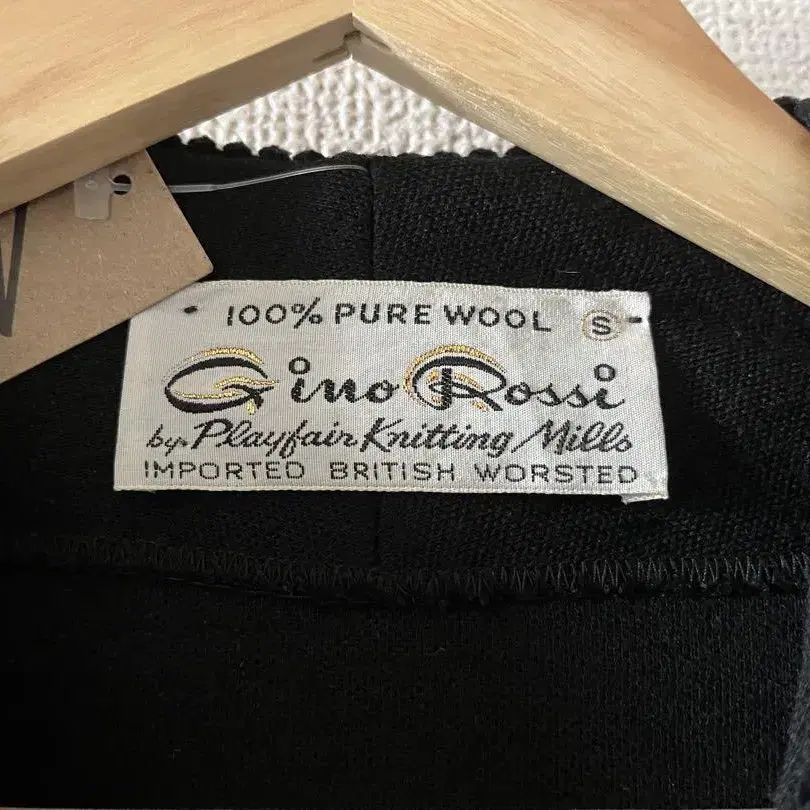 100% PURE WOOL S
Gino Rossi
by Playfair Knitting Mills
IMPORTED BRITISH WORSTED